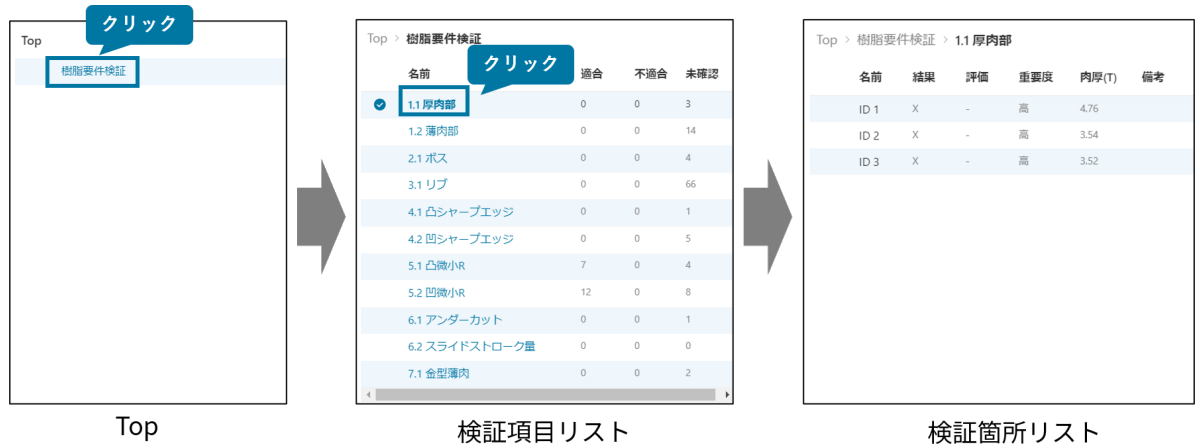 Top
クリック
樹脂要件検証
Top
Top > 樹脂要件検証
クリック
名前 適合 不適合 未確認
1.1 厚肉部 0 0 3
1.2 薄肉部 0 0 14
2.1 ボス 0 0 4
3.1 リブ 0 0 66
4.1 凸シャープエッジ 0 0 1
4.2 凹シャープエッジ 0 0 5
5.1 凸微小R 7 0 4
5.2 凹微小R 12 0 8
6.1 アンダーカット 0 0 1
6.2 スライドストローク量 0 0 0
7.1 金型薄肉 0 0 2
検証項目リスト
Top > 樹脂要件検証 > 1.1 厚肉部
名前 結果 評価 重要度 肉厚(T) 備考
ID 1 X - 高 4.76
ID 2 X - 高 3.54
ID 3 X - 高 3.52
検証箇所リスト